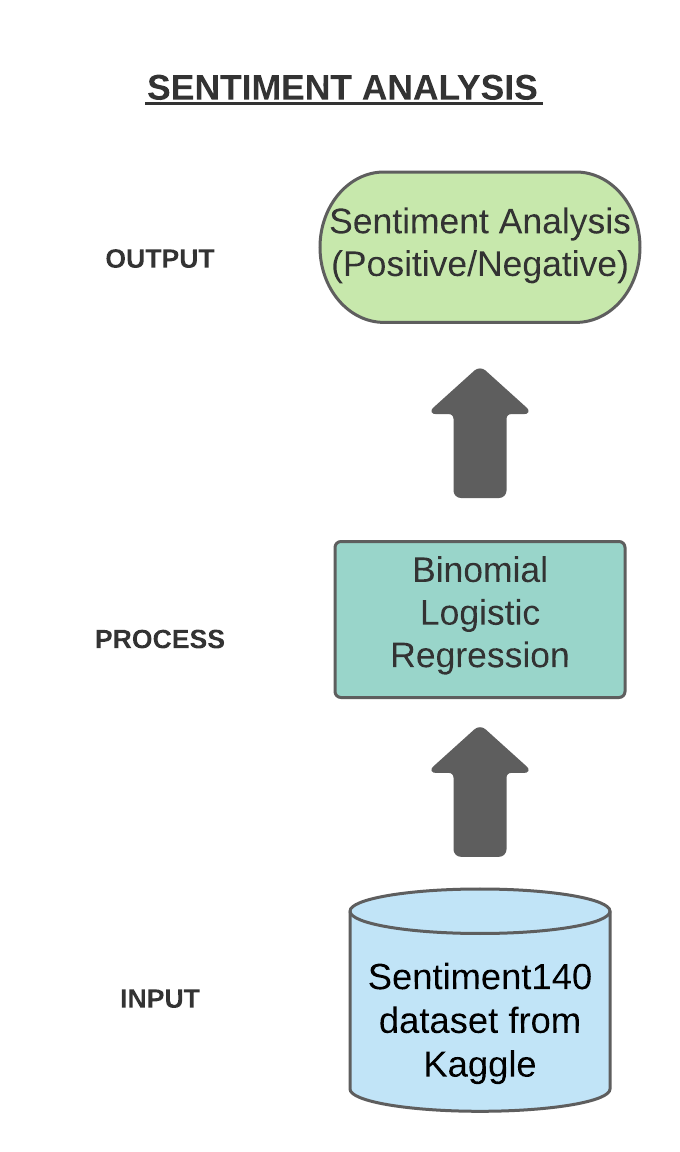 SENTIMENT ANALYSIS
OUTPUT
Sentiment Analysis
(Positive/Negative)
PROCESS
Binomial
Logistic
Regression
INPUT
Sentiment140
dataset from
Kaggle